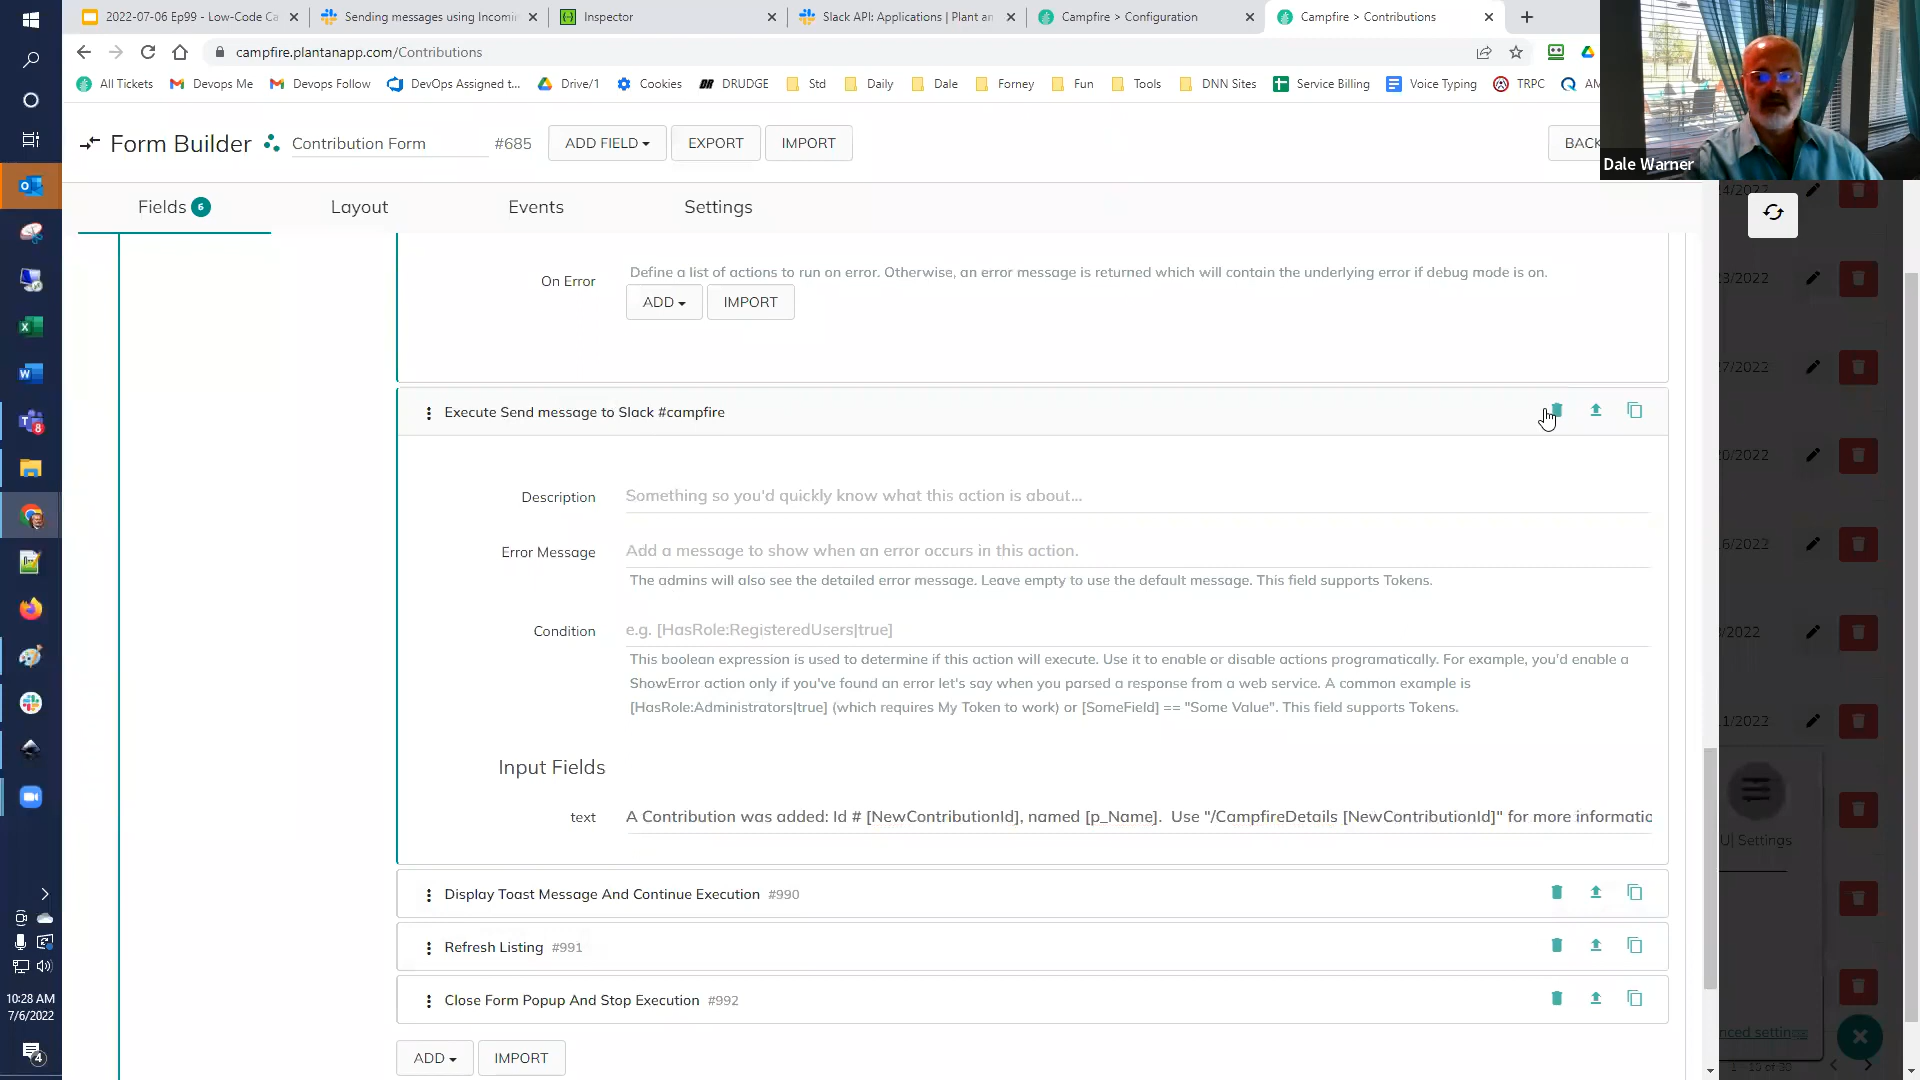 2022-07-06 Ep99 - Low-Code Ca
Sending messages using Incomi
Inspector
Slack API: Applications | Plant an
Campfire > Configuration
Campfire > Contributions
campfire.plantanapp.com/Contributions
All Tickets
Devops Me
Devops Follow
DevOps Assigned t...
Drive/1
Cookies
DRUDGE
Std
Daily
Dale
Forney
Fun
Tools
DNN Sites
Service Billing
Voice Typing
TRPC
Dale Warner
Form Builder
Contribution Form
#685
ADD FIELD
EXPORT
IMPORT
BACK
Fields 6
Layout
Events
Settings
On Error
Define a list of actions to run on error. Otherwise, an error message is returned which will contain the underlying error if debug mode is on.
ADD
IMPORT
Execute Send message to Slack #campfire
Description
Something so you'd quickly know what this action is about...
Error Message
Add a message to show when an error occurs in this action.
The admins will also see the detailed error message. Leave empty to use the default message. This field supports Tokens.
Condition
e.g. [HasRole:RegisteredUsers|true]
This boolean expression is used to determine if this action will execute. Use it to enable or disable actions programatically. For example, you'd enable a
ShowError action only if you've found an error let's say when you parsed a response from a web service. A common example is
[HasRole:Administrators|true] (which requires My Token to work) or [SomeField] == "Some Value". This field supports Tokens.
Input Fields
text
A Contribution was added: Id # [NewContributionId], named [p_Name].  Use "/CampfireDetails [NewContributionId]" for more informatio
Display Toast Message And Continue Execution #990
Refresh Listing #991
Close Form Popup And Stop Execution #992
ADD
IMPORT
Settings
10:28 AM
7/6/2022
4
8